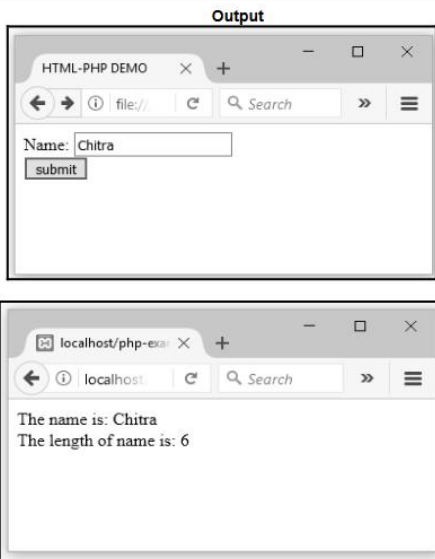 Output
HTML-PHP DEMO
file://
Search
Name: Chitra
submit
localhost/php-exar
localhost
Search
The name is: Chitra
The length of name is: 6